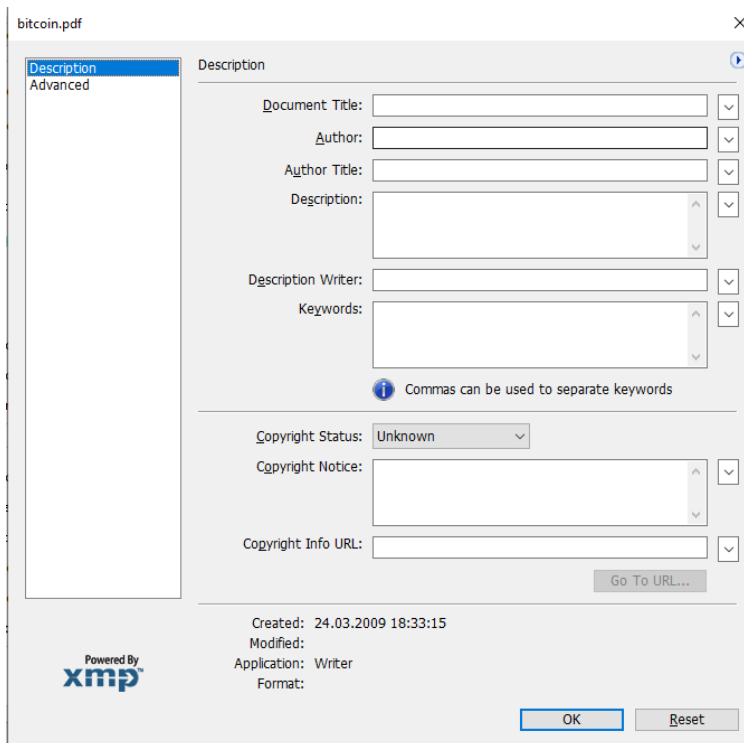 bitcoin.pdf
Description
Advanced
Description
Document Title:
Author:
Author Title:
Description:
Description Writer:
Keywords:
Commas can be used to separate keywords
Copyright Status: Unknown
Copyright Notice:
Copyright Info URL:
Go To URL...
Created: 24.03.2009 18:33:15
Modified:
Application: Writer
Format:
Powered By
xmp™
OK Reset